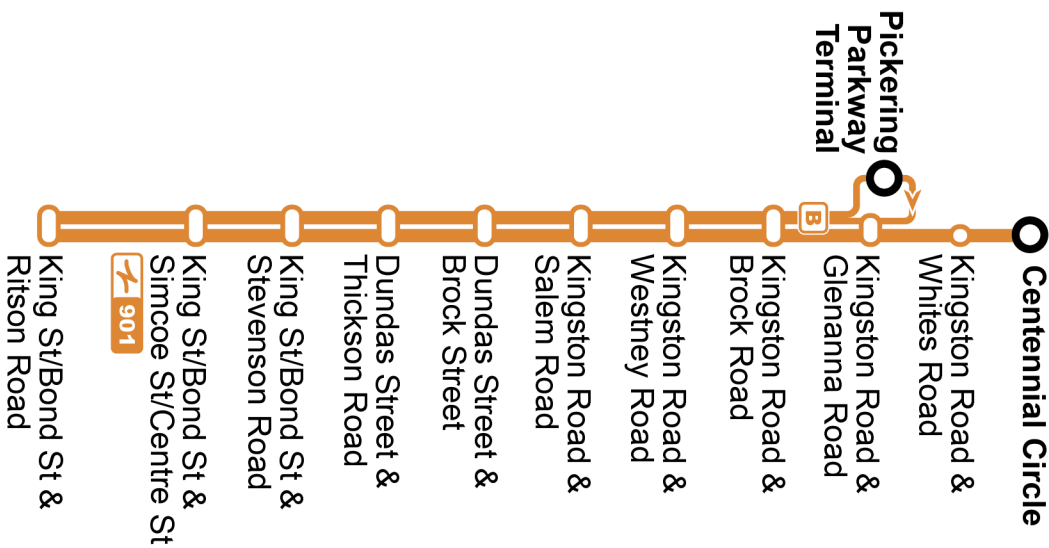 Pickering
Parkway
Terminal
B
Centennial Circle
Kingston Road &
Whites Road
Kingston Road &
Glenanna Road
Kingston Road &
Brock Road
Kingston Road &
Westney Road
Kingston Road &
Salem Road
Dundas Street &
Brock Street
Dundas Street &
Thickson Road
King St/Bond St &
Stevenson Road
King St/Bond St &
Simcoe St/Centre St
901
King St/Bond St &
Ritson Road